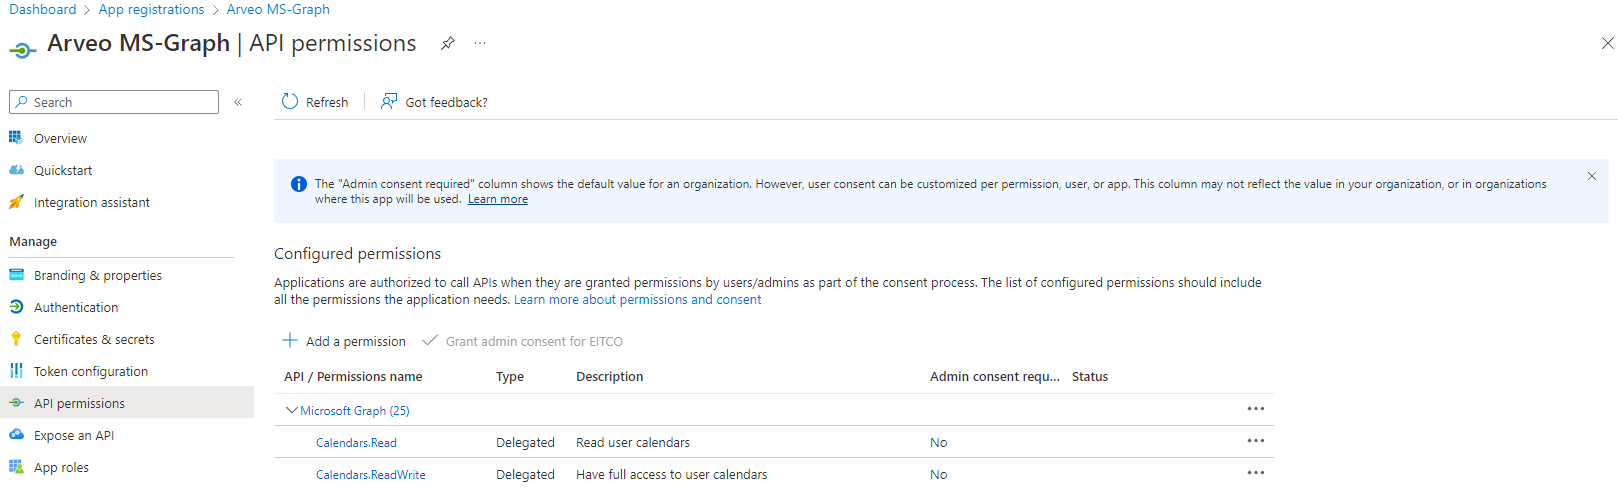 Dashboard > App registrations > Arveo MS-Graph
Arveo MS-Graph | API permissions
Search
Refresh
Got feedback?
Overview
Quickstart
Integration assistant
Manage
Branding & properties
Authentication
Certificates & secrets
Token configuration
API permissions
Expose an API
App roles
The "Admin consent required" column shows the default value for an organization. However, user consent can be customized per permission, user, or app. This column may not reflect the value in your organization, or in organizations
where this app will be used. Learn more
Configured permissions
Applications are authorized to call APIs when they are granted permissions by users/admins as part of the consent process. The list of configured permissions should include
all the permissions the application needs. Learn more about permissions and consent
Add a permission
Grant admin consent for EITCO
API / Permissions name Type Description Admin consent requ... Status
Microsoft Graph (25)
Calendars.Read Delegated Read user calendars No
Calendars.ReadWrite Delegated Have full access to user calendars No